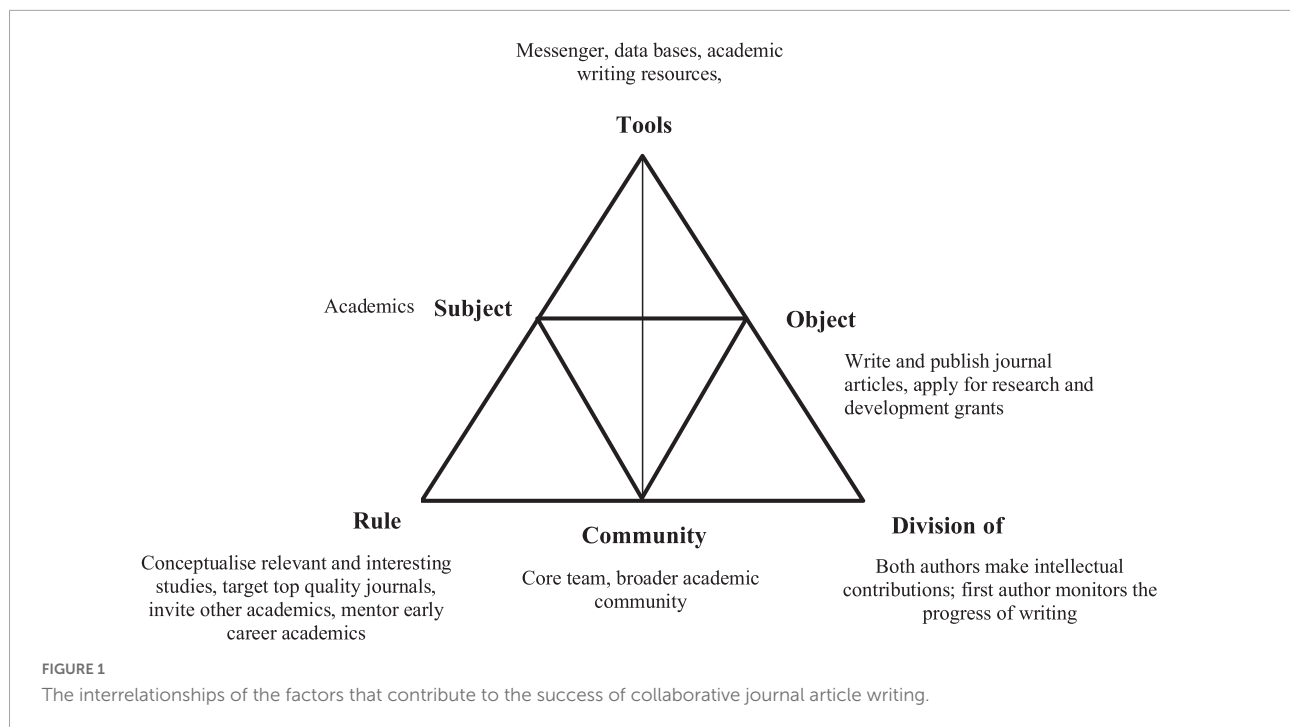 Messenger, data bases, academic
writing resources,
Tools
Academics
Subject
Object
Write and publish journal
articles, apply for research and
development grants
Rule
Conceptualise relevant and interesting
studies, target top quality journals,
invite other academics, mentor early
career academics
Community
Core team, broader academic
community
Division of
Both authors make intellectual
contributions; first author monitors the
progress of writing
FIGURE 1
The interrelationships of the factors that contribute to the success of collaborative journal article writing.